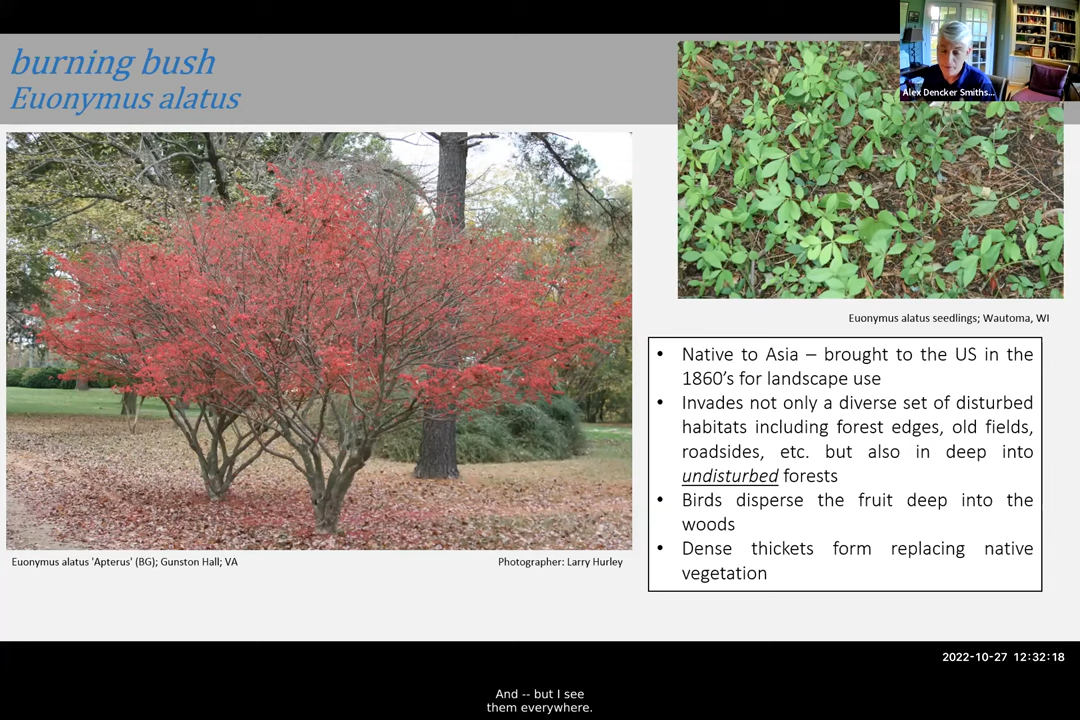 burning bush
Euonymus alatus
Alex Dencker Smiths...
Euonymus alatus seedlings; Wautoma, WI
• Native to Asia – brought to the US in the
1860's for landscape use
• Invades not only a diverse set of disturbed
habitats including forest edges, old fields,
roadsides, etc. but also in deep into
undisturbed forests
• Birds disperse the fruit deep into the
woods
• Dense thickets form replacing native
vegetation
Euonymus alatus 'Apterus' (BG); Gunston Hall; VA
Photographer: Larry Hurley
2022-10-27 12:32:18
And -- but I see
them everywhere.